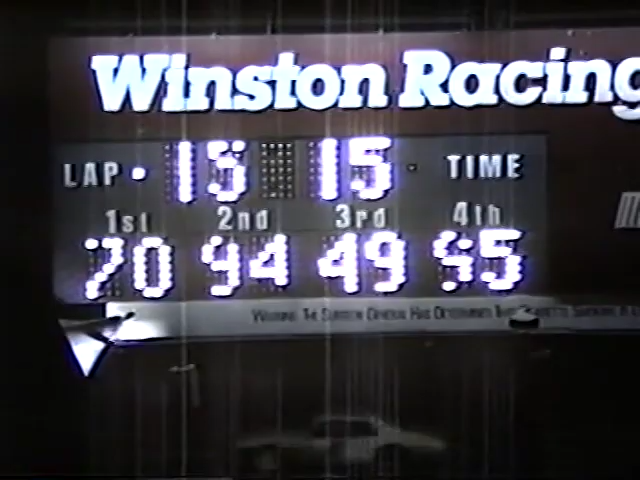 Winston Racing
LAP 15 15 TIME
1st 2nd 3rd 4th
70 94 49
WARNING: THE SURGEON GENERAL HAS DETERMINED THAT CIGARETTE SMOKING IS